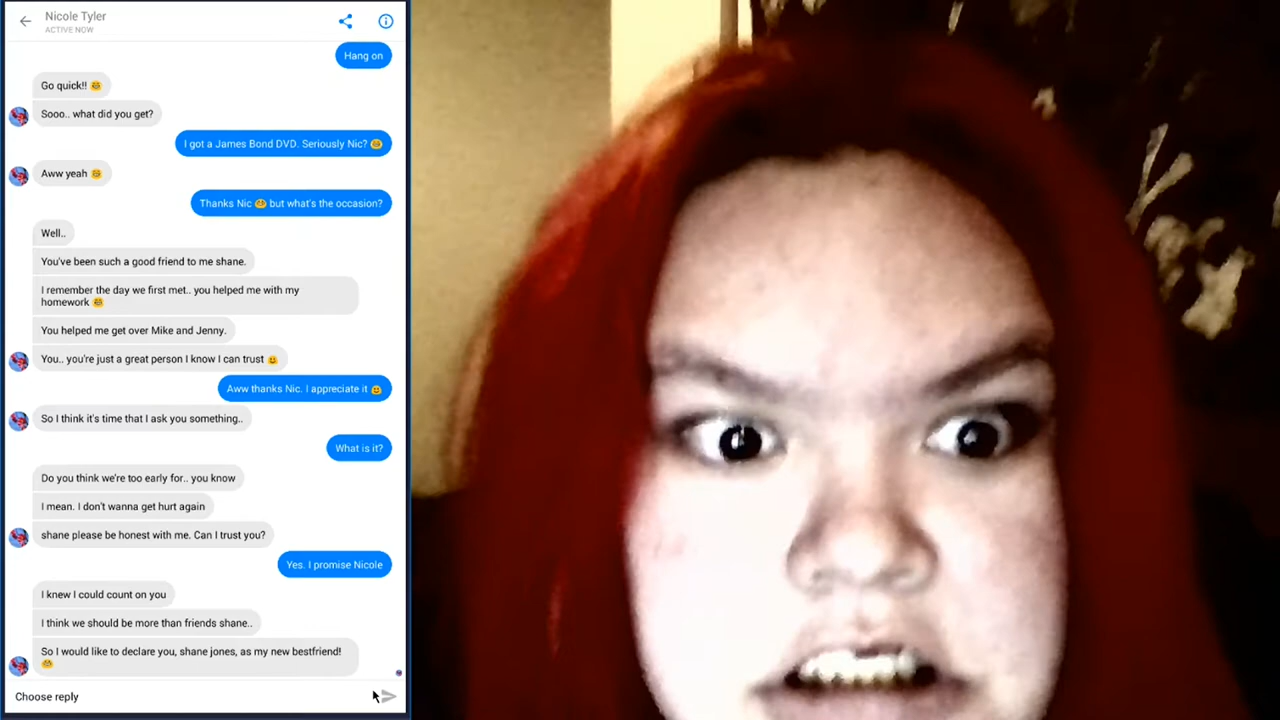 Nicole Tyler
ACTIVE NOW
Hang on
Go quick!! 😄
Sooo.. what did you get?
I got a James Bond DVD. Seriously Nic? 😄
Aww yeah 😄
Thanks Nic 😄 but what's the occasion?
Well..
You've been such a good friend to me shane.
I remember the day we first met.. you helped me with my
homework 😄
You helped me get over Mike and Jenny.
You.. you're just a great person I know I can trust 😃
Aww thanks Nic. I appreciate it 😃
So I think it's time that I ask you something..
What is it?
Do you think we're too early for.. you know
I mean. I don't wanna get hurt again
shane please be honest with me. Can I trust you?
Yes. I promise Nicole
I knew I could count on you
I think we should be more than friends shane..
So I would like to declare you, shane jones, as my new bestfriend!
😄
Choose reply